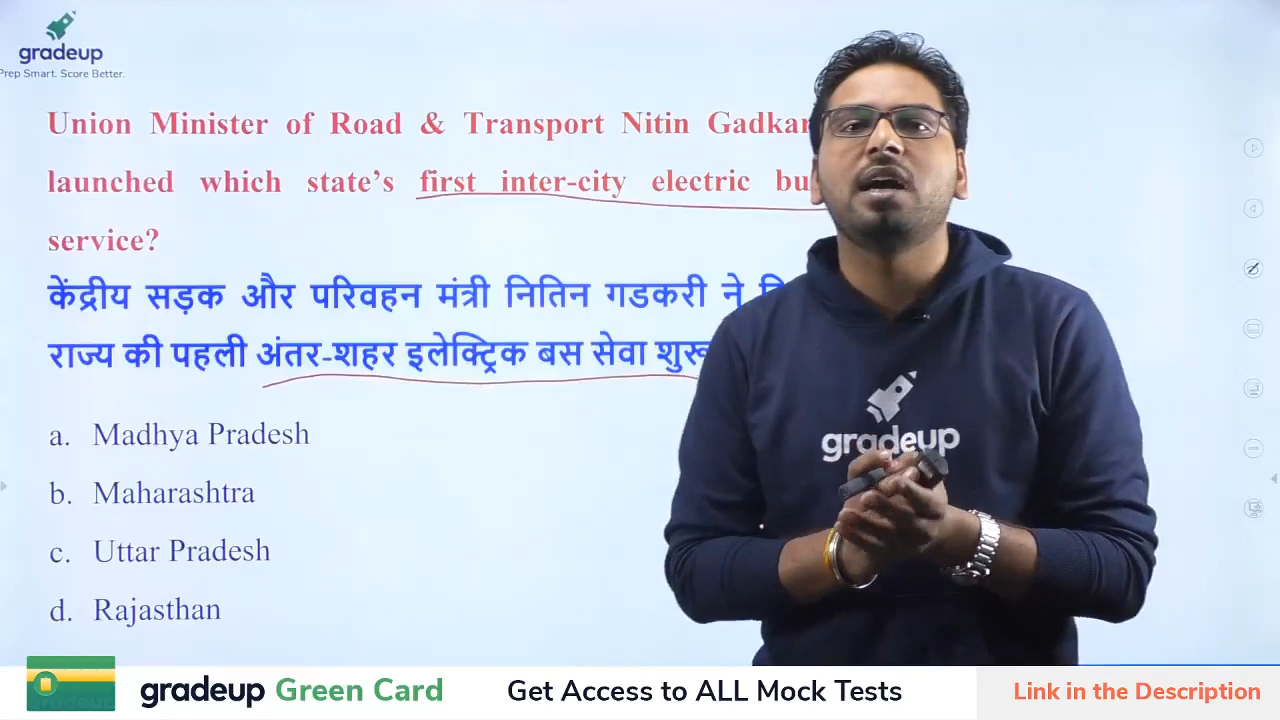 gradeup
Prep Smart. Score Better.
Union Minister of Road & Transport Nitin Gadkar
launched which state's first inter-city electric bu
service?
केंद्रीय सड़क और परिवहन मंत्री नितिन गडकरी ने
राज्य की पहली अंतर-शहर इलेक्ट्रिक बस सेवा शुरू
a. Madhya Pradesh
b. Maharashtra
c. Uttar Pradesh
d. Rajasthan
gradeup
gradeup Green Card
Get Access to ALL Mock Tests
Link in the Description